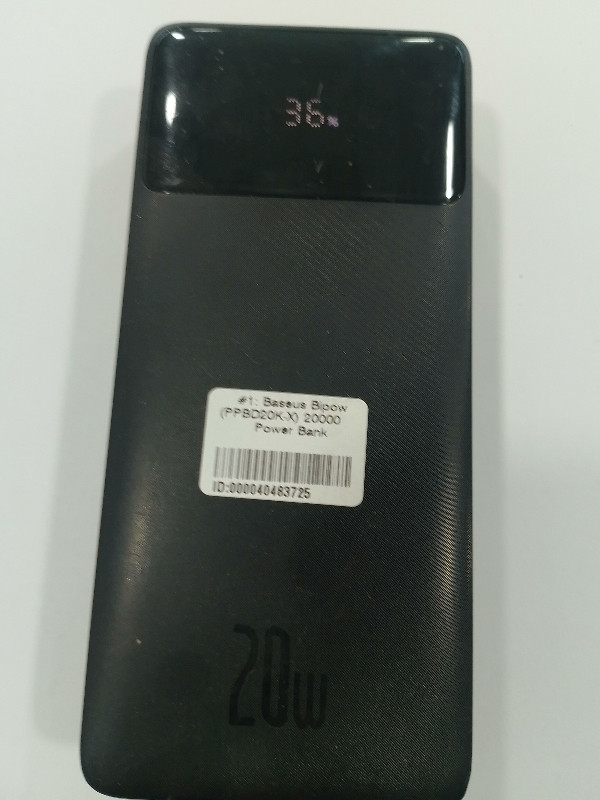 36%
#1: Baseus Bipow
(PPBD20K-X) 20000
Power Bank
ID:000040483725
20W